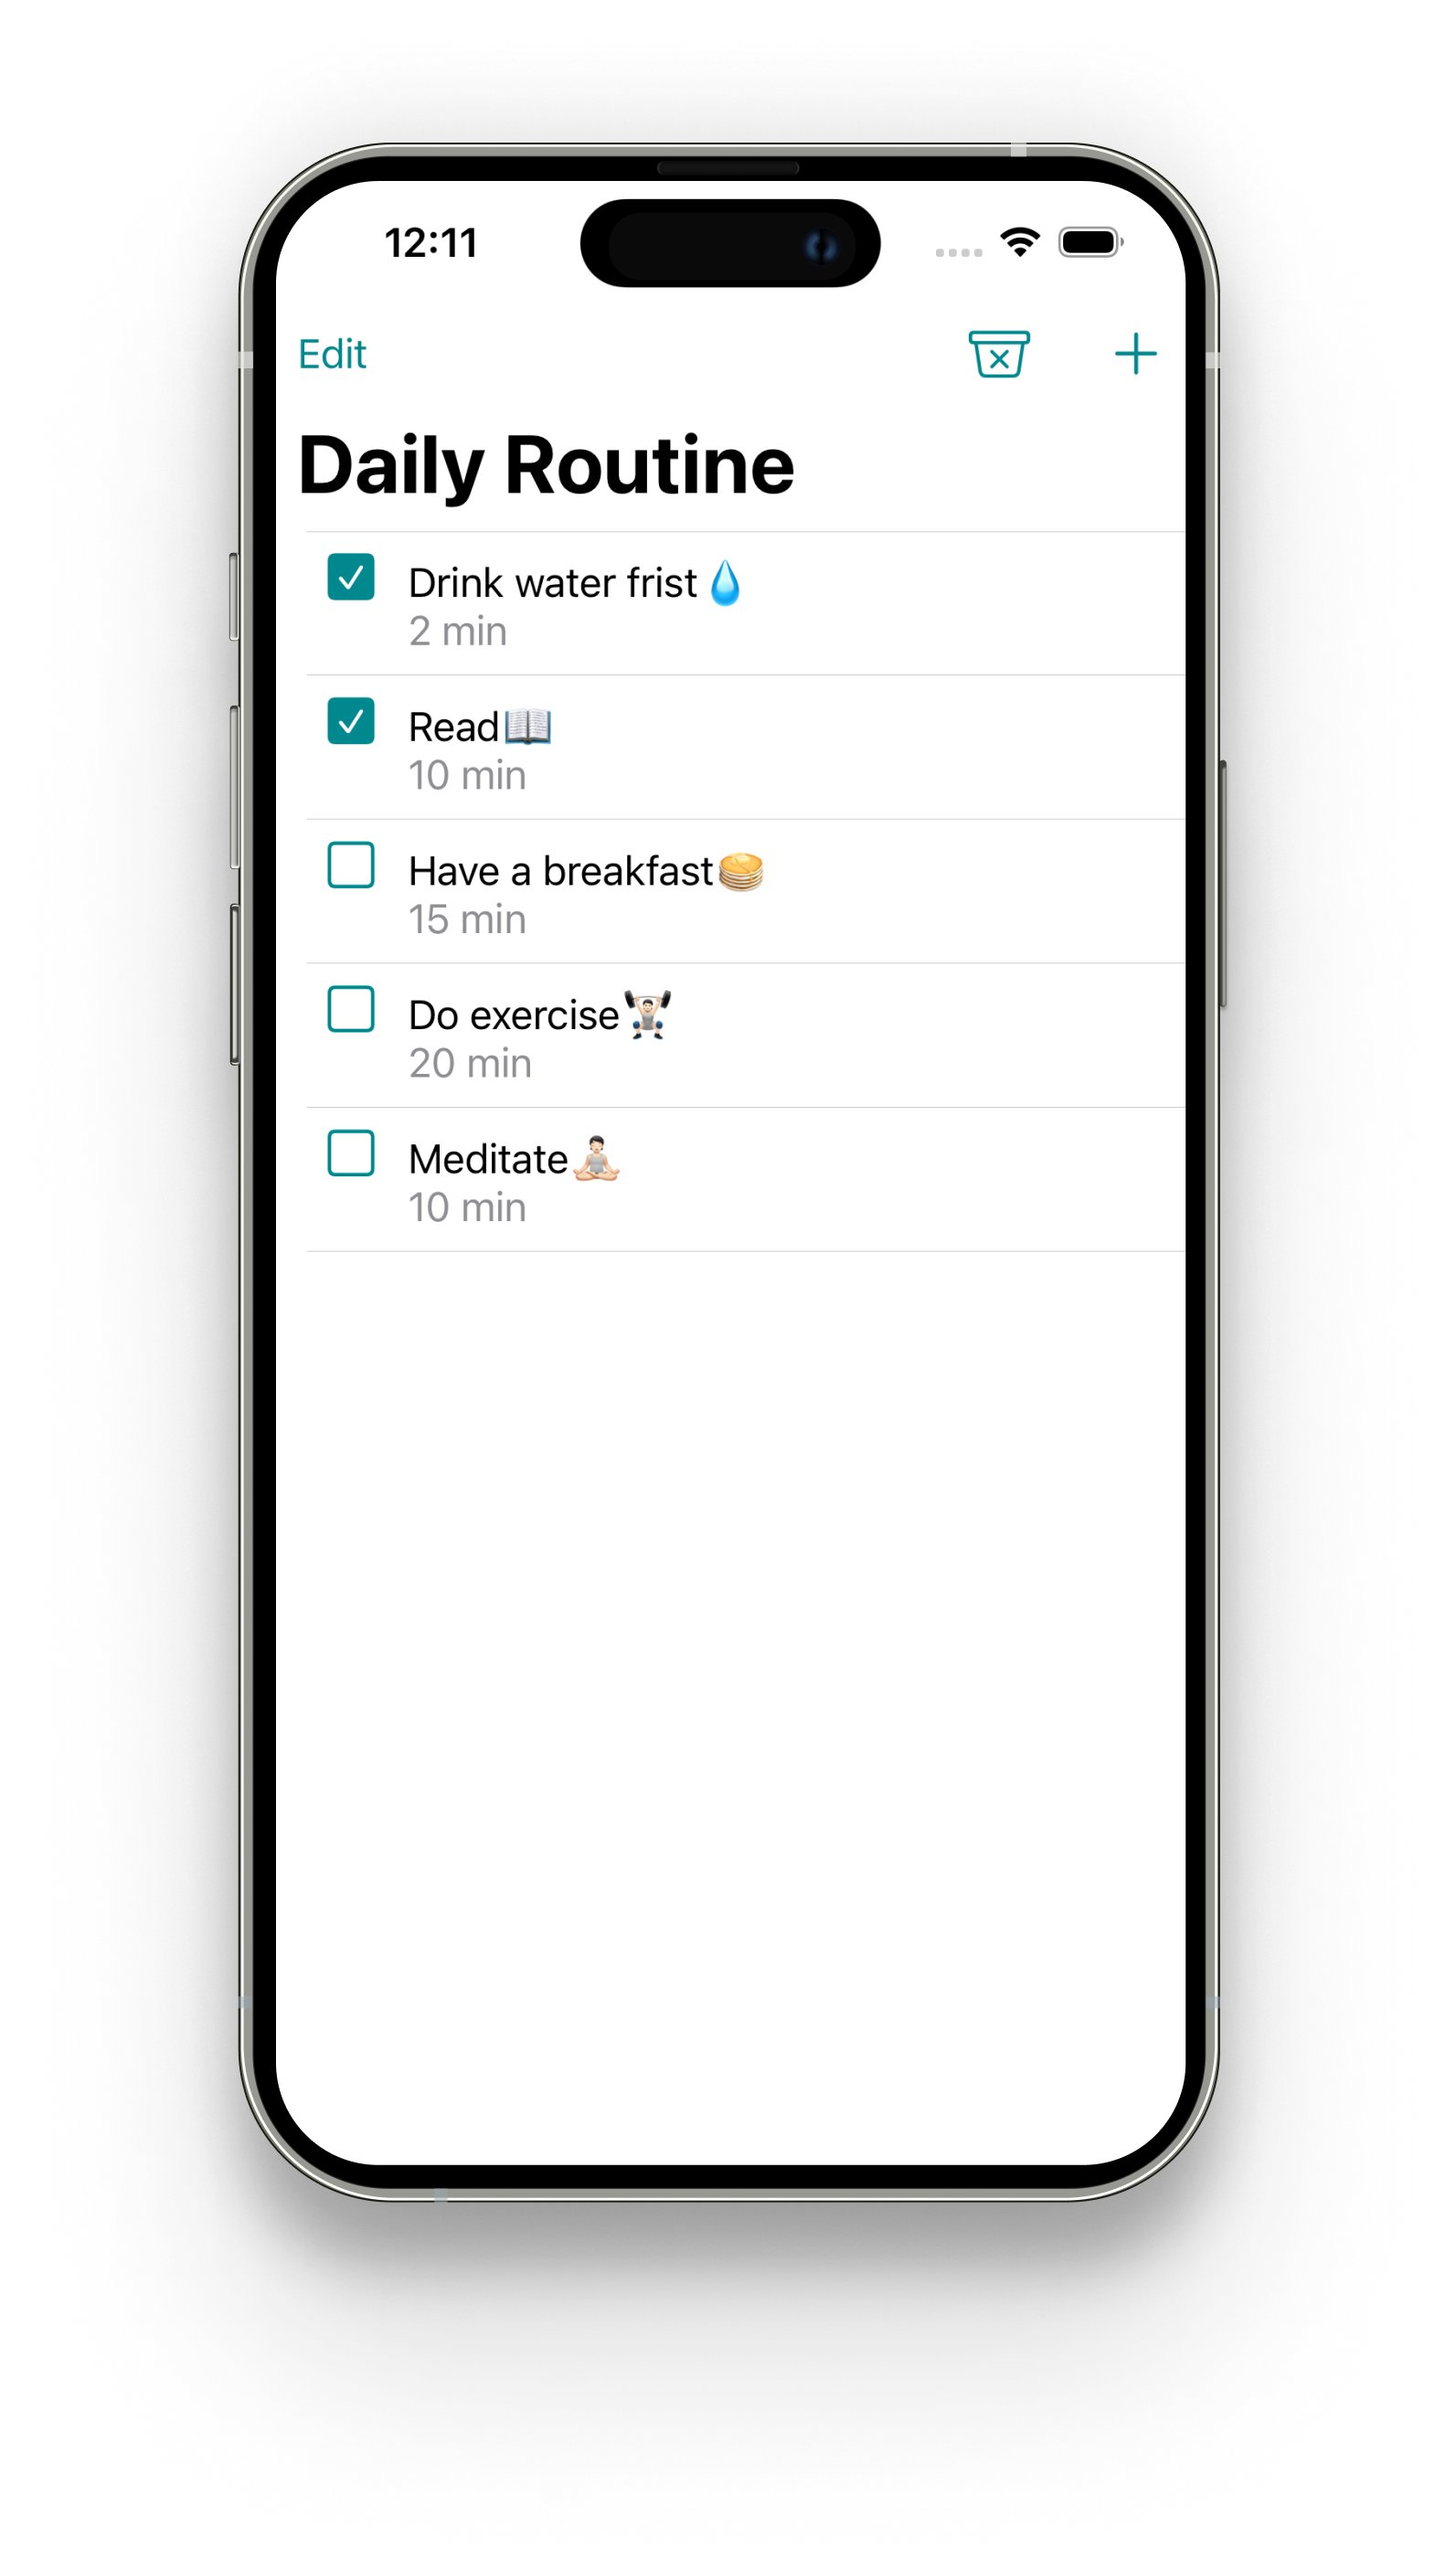 12:11
Edit
Daily Routine
Drink water frist💧
2 min
Read📖
10 min
Have a breakfast🥞
15 min
Do exercise🏋🏻
20 min
Meditate🧘🏻
10 min